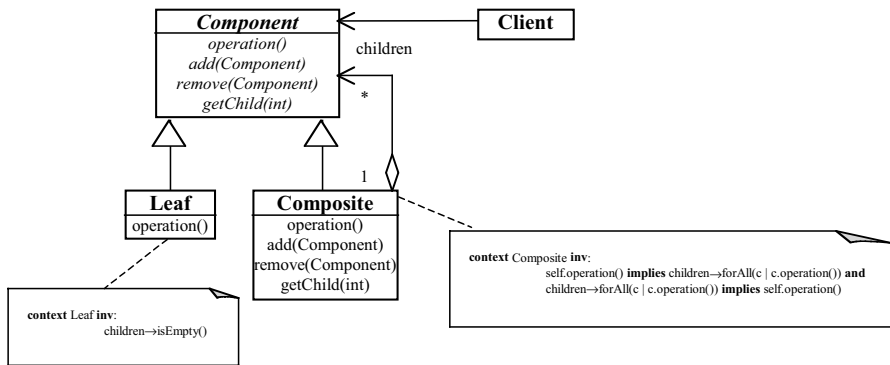 Component
operation()
add(Component)
remove(Component)
getChild(int)
Client
children
*
1
Leaf
operation()
Composite
operation()
add(Component)
remove(Component)
getChild(int)
context Leaf inv:
children→isEmpty()
context Composite inv:
self.operation() implies children→forAll(c | c.operation()) and
children→forAll(c | c.operation()) implies self.operation()